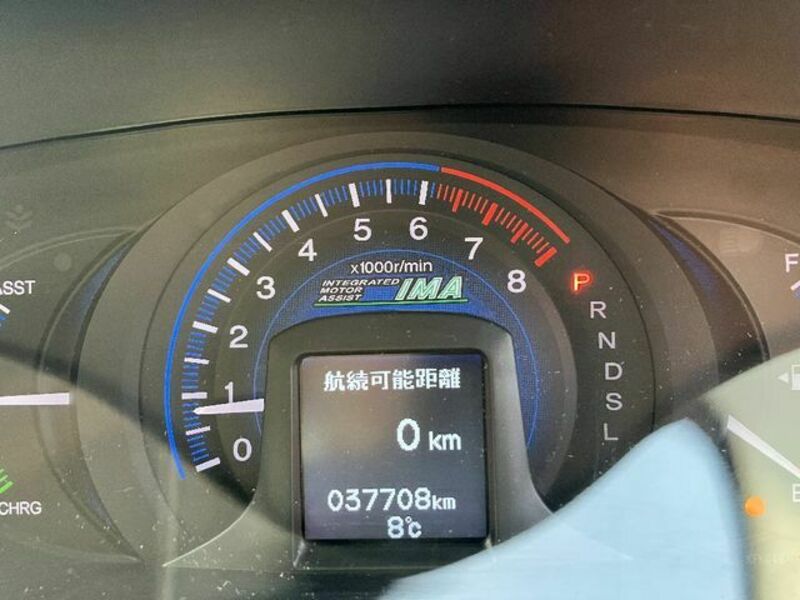 ASST
CHRG
0
1
2
3
4
5
6
7
8
x1000r/min
INTEGRATED
MOTOR
ASSIST
IMA
P
R
N
D
S
L
航続可能距離
0 km
037708km
8℃
F
E